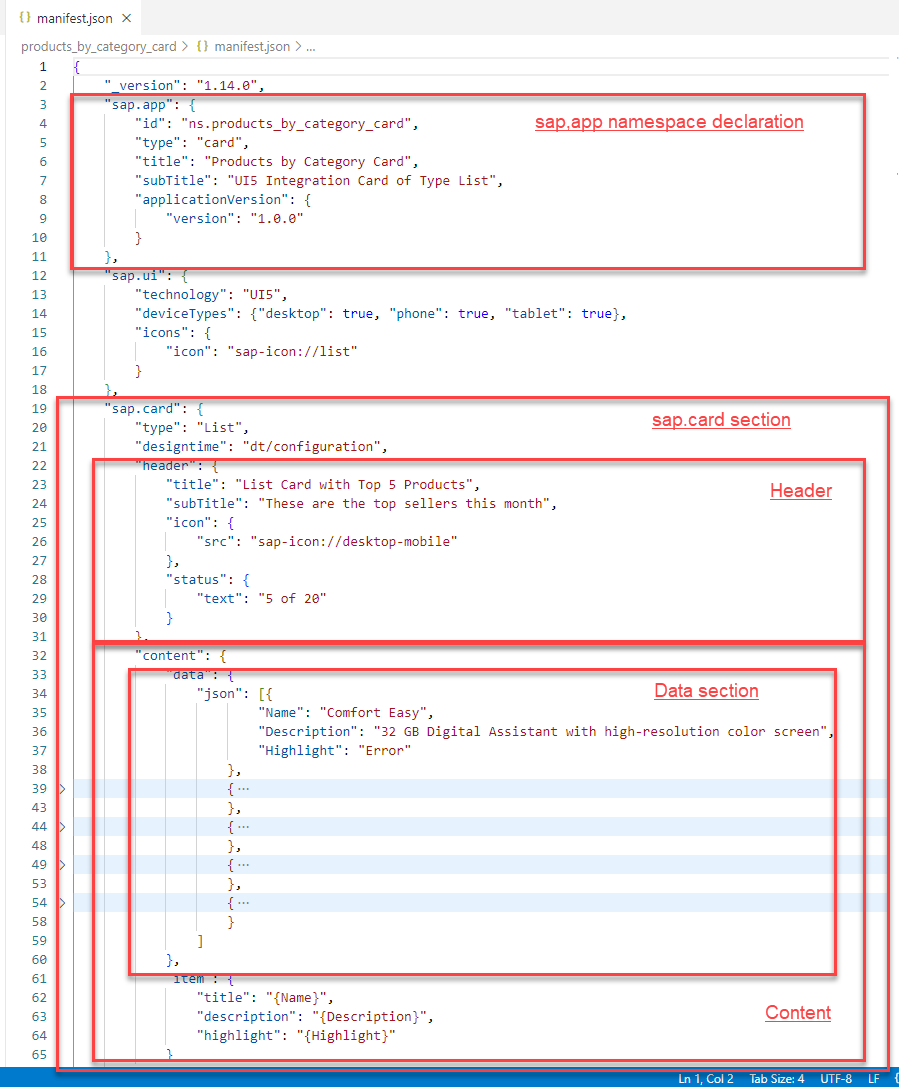 {} manifest.json ×
products_by_category_card > {} manifest.json > ...
1 {
2 "_version": "1.14.0",
3 "sap.app": {
4 "id": "ns.products_by_category_card", sap,app namespace declaration
5 "type": "card",
6 "title": "Products by Category Card",
7 "subTitle": "UI5 Integration Card of Type List",
8 "applicationVersion": {
9 "version": "1.0.0"
10 }
11 },
12 "sap.ui": {
13 "technology": "UI5",
14 "deviceTypes": {"desktop": true, "phone": true, "tablet": true},
15 "icons": {
16 "icon": "sap-icon://list"
17 }
18 },
19 "sap.card": { sap.card section
20 "type": "List",
21 "designtime": "dt/configuration",
22 "header": {
23 "title": "List Card with Top 5 Products", Header
24 "subTitle": "These are the top sellers this month",
25 "icon": {
26 "src": "sap-icon://desktop-mobile"
27 },
28 "status": {
29 "text": "5 of 20"
30 }
31 },
32 "content": {
33 "data": {
34 "json": [{ Data section
35 "Name": "Comfort Easy",
36 "Description": "32 GB Digital Assistant with high-resolution color screen",
37 "Highlight": "Error"
38 },
39 > { ...
43 },
44 > { ...
48 },
49 > { ...
53 },
54 > { ...
58 }
59 ]
60 },
61 "item": {
62 "title": "{Name}",
63 "description": "{Description}", Content
64 "highlight": "{Highlight}"
65 }
Ln 1, Col 2 Tab Size: 4 UTF-8 LF {